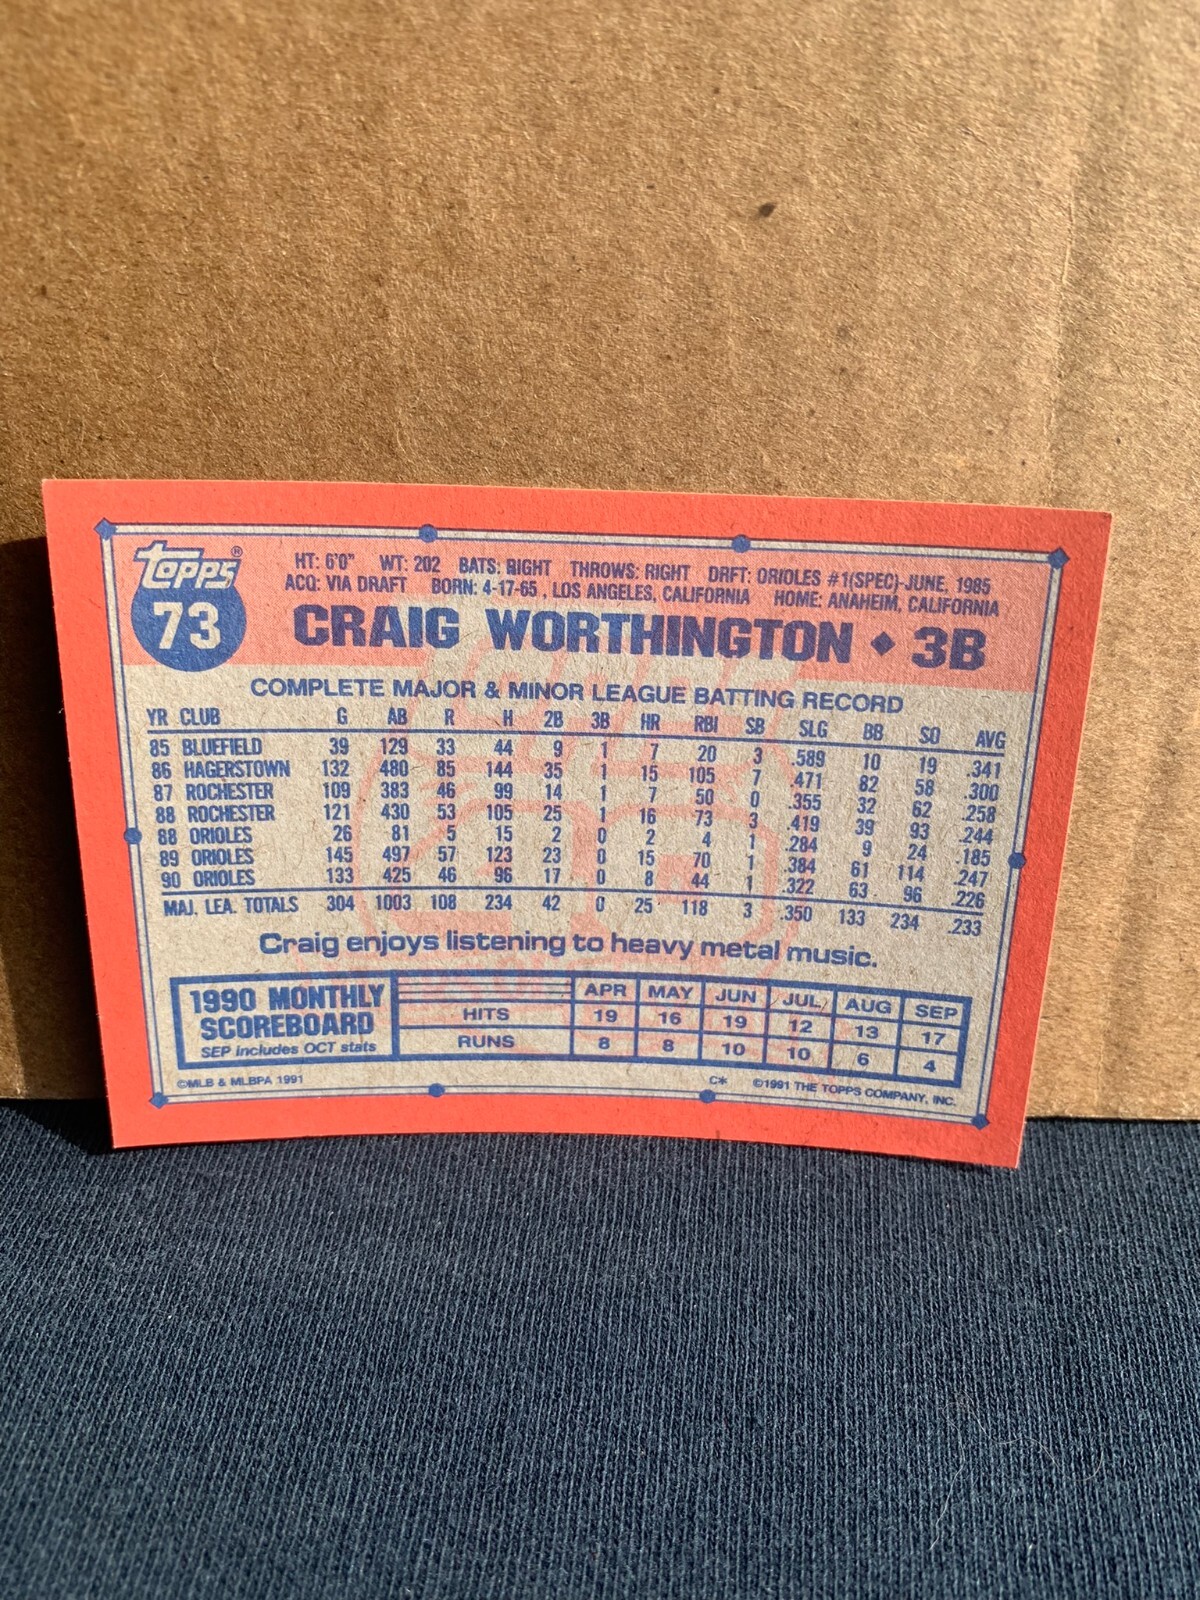 topps®
73
HT: 6'0" WT: 202 BATS: RIGHT THROWS: RIGHT DRFT: ORIOLES #1(SPEC)-JUNE, 1985
ACQ: VIA DRAFT BORN: 4-17-65, LOS ANGELES, CALIFORNIA HOME: ANAHEIM, CALIFORNIA
CRAIG WORTHINGTON ♦ 3B
COMPLETE MAJOR & MINOR LEAGUE BATTING RECORD
YR CLUB G AB R H 2B 3B HR RBI SB SLG BB SO AVG
85 BLUEFIELD 39 129 33 44 9 1 7 20 3 .589 10 19 .341
86 HAGERSTOWN 132 480 85 144 35 1 15 105 7 .471 82 58 .300
87 ROCHESTER 109 383 46 99 14 1 7 50 0 .355 32 62 .258
88 ROCHESTER 121 430 53 105 25 1 16 73 3 .419 39 93 .244
88 ORIOLES 26 81 5 15 2 0 2 4 1 .284 9 24 .185
89 ORIOLES 145 497 57 123 23 0 15 70 1 .384 61 114 .247
90 ORIOLES 133 425 46 96 17 0 8 44 1 .322 63 96 .226
MAJ. LEA. TOTALS 304 1003 108 234 42 0 25 118 3 .350 133 234 .233
Craig enjoys listening to heavy metal music.
1990 MONTHLY SCOREBOARD
SEP includes OCT stats
APR MAY JUN JUL AUG SEP
HITS 19 16 19 12 13 17
RUNS 8 8 10 10 6 4
©MLB & MLBPA 1991 C* ©1991 THE TOPPS COMPANY, INC.